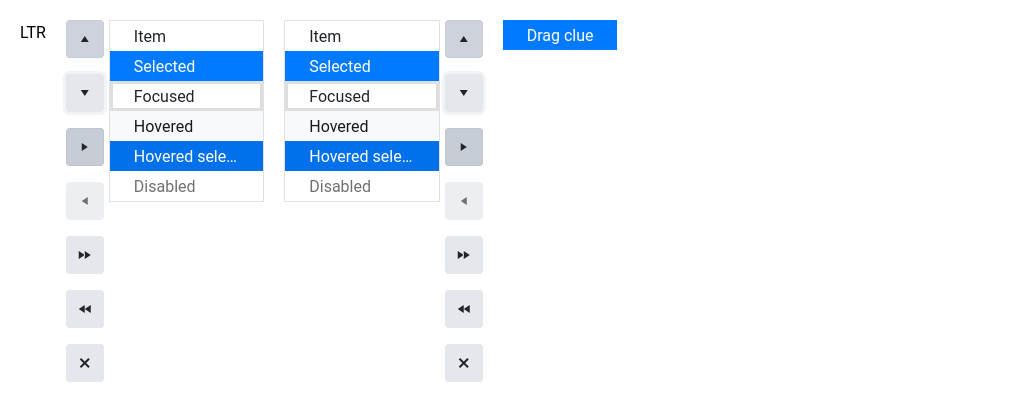 LTR
Item
Selected
Focused
Hovered
Hovered sele...
Disabled
Item
Selected
Focused
Hovered
Hovered sele...
Disabled
Drag clue